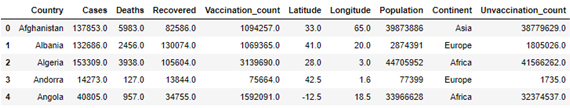 Country Cases Deaths Recovered Vaccination_count Latitude Longitude Population Continent Unvaccination_count
0 Afghanistan 137853.0 5983.0 82586.0 1094257.0 33.0 65.0 39873886 Asia 38779629.0
1 Albania 132686.0 2456.0 130074.0 1069365.0 41.0 20.0 2874391 Europe 1805026.0
2 Algeria 153309.0 3938.0 105604.0 3139690.0 28.0 3.0 44705952 Africa 41566262.0
3 Andorra 14273.0 127.0 13844.0 75664.0 42.5 1.6 77399 Europe 1735.0
4 Angola 40805.0 957.0 34755.0 1592091.0 -12.5 18.5 33966628 Africa 32374537.0